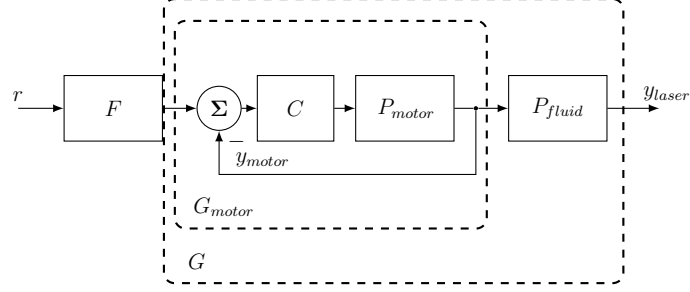 r
F
Σ
C
P_motor
P_fluid
y_laser
−
y_motor
G_motor
G